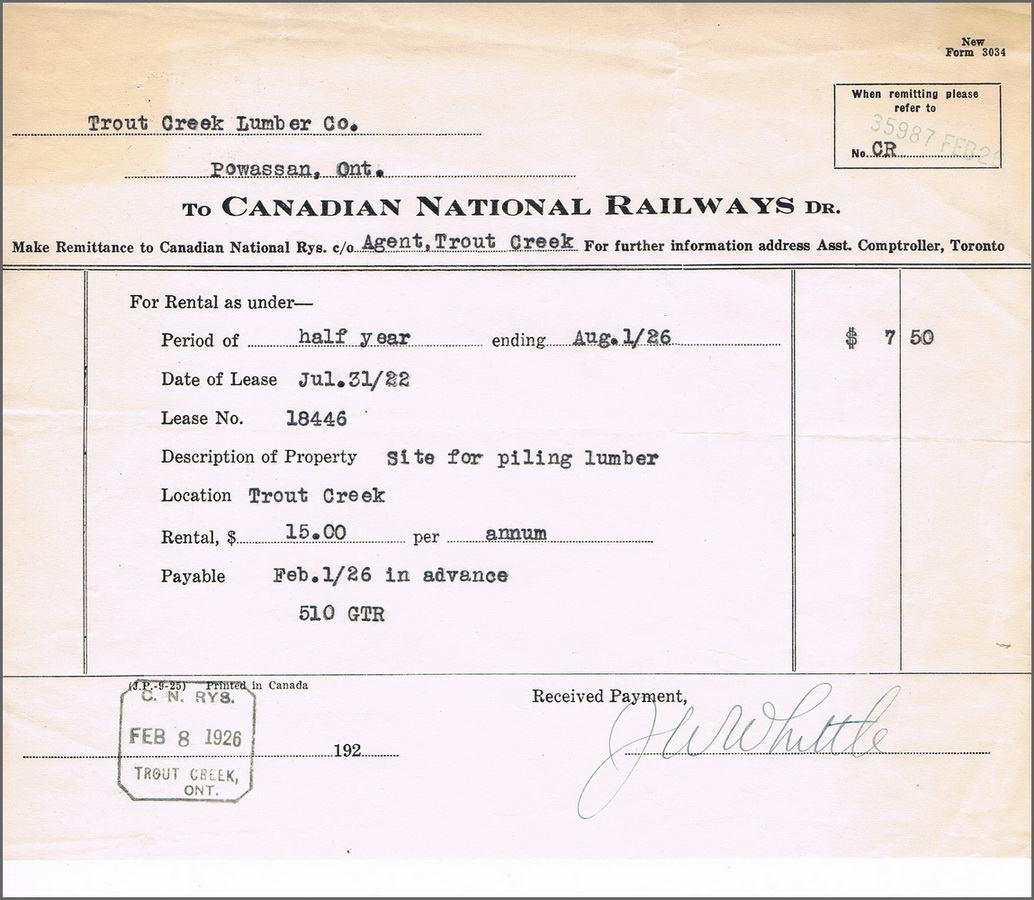 New
Form 3034
When remitting please
refer to
35987 FEB 2
No. CR
Trout Creek Lumber Co.
Powassan, Ont.
To CANADIAN NATIONAL RAILWAYS DR.
Make Remittance to Canadian National Rys. c/o Agent, Trout Creek For further information address Asst. Comptroller, Toronto
For Rental as under—
Period of half year ending Aug.1/26 $ 7 50
Date of Lease Jul.31/22
Lease No. 18446
Description of Property Site for piling lumber
Location Trout Creek
Rental, $ 15.00 per annum
Payable Feb.1/26 in advance
510 GTR
(J.P.-9-25) Printed in Canada
C. N. RYS.
FEB 8 1926
TROUT CREEK,
ONT.
192
Received Payment,
J W Whittle